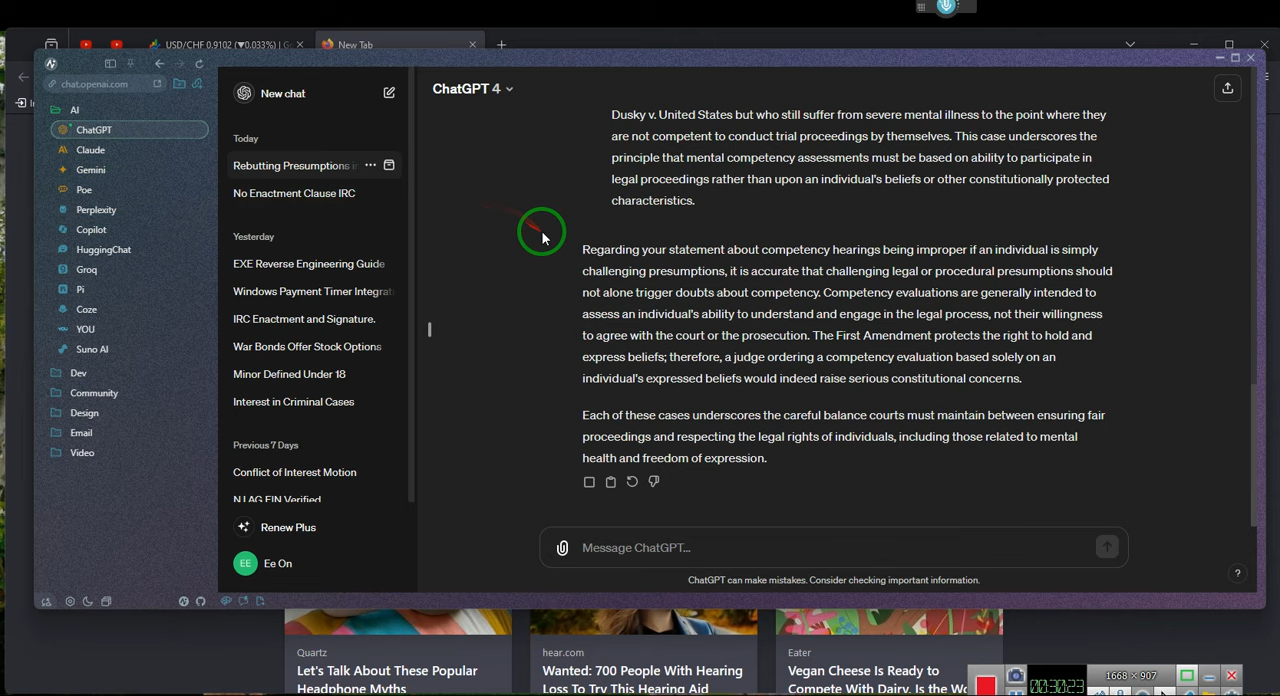 USD/CHF 0.9102 (▼0.033%) | G
New Tab
chat.openai.com
AI
ChatGPT
Claude
Gemini
Poe
Perplexity
Copilot
HuggingChat
Groq
Pi
Coze
YOU
Suno AI
Dev
Community
Design
Email
Video
New chat
Today
Rebutting Presumptions i
No Enactment Clause IRC
Yesterday
EXE Reverse Engineering Guide
Windows Payment Timer Integrat
IRC Enactment and Signature.
War Bonds Offer Stock Options
Minor Defined Under 18
Interest in Criminal Cases
Previous 7 Days
Conflict of Interest Motion
NJ AG EIN Verified
Renew Plus
EE
Ee On
ChatGPT 4
Dusky v. United States but who still suffer from severe mental illness to the point where they
are not competent to conduct trial proceedings by themselves. This case underscores the
principle that mental competency assessments must be based on ability to participate in
legal proceedings rather than upon an individual's beliefs or other constitutionally protected
characteristics.
Regarding your statement about competency hearings being improper if an individual is simply
challenging presumptions, it is accurate that challenging legal or procedural presumptions should
not alone trigger doubts about competency. Competency evaluations are generally intended to
assess an individual's ability to understand and engage in the legal process, not their willingness
to agree with the court or the prosecution. The First Amendment protects the right to hold and
express beliefs; therefore, a judge ordering a competency evaluation based solely on an
individual's expressed beliefs would indeed raise serious constitutional concerns.
Each of these cases underscores the careful balance courts must maintain between ensuring fair
proceedings and respecting the legal rights of individuals, including those related to mental
health and freedom of expression.
Message ChatGPT...
ChatGPT can make mistakes. Consider checking important information.
?
Quartz
Let's Talk About These Popular
Headphone Myths
hear.com
Wanted: 700 People With Hearing
Loss To Try This Hearing Aid
Eater
Vegan Cheese Is Ready to
Compete With Dairy. Is the Wo
1668 × 907
00:30:23